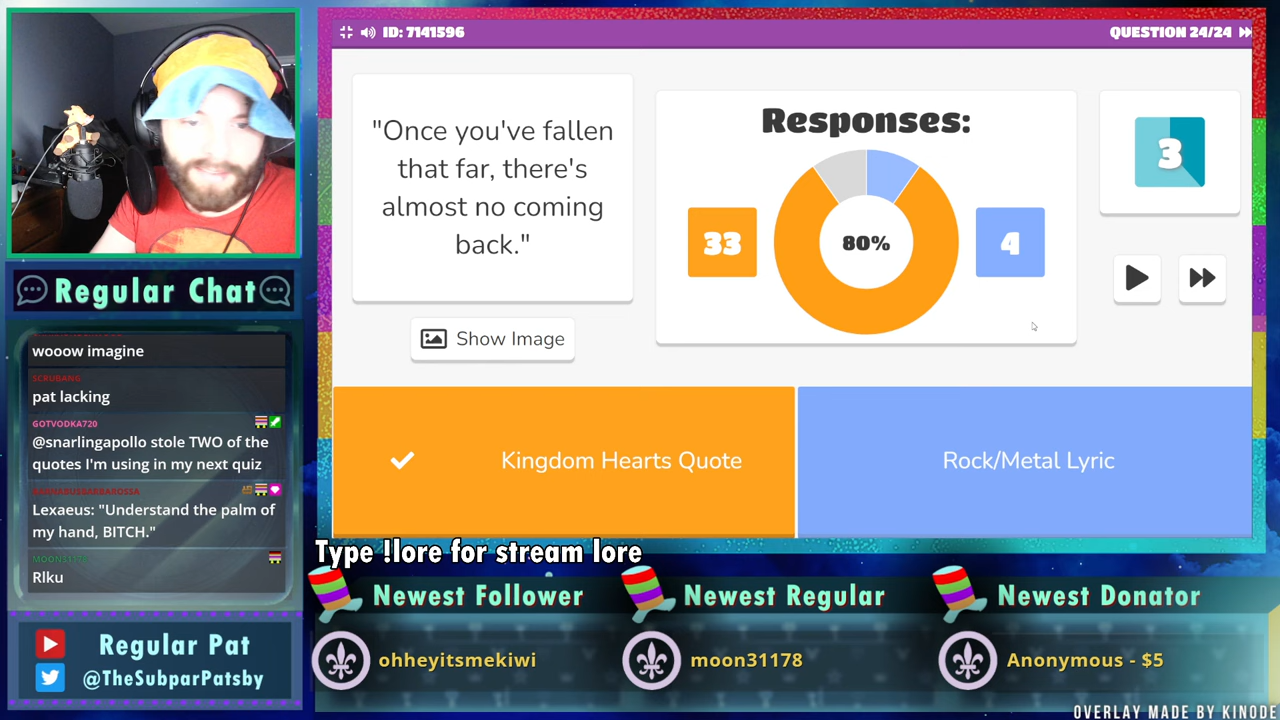 ID: 7141596
QUESTION 24/24
"Once you've fallen
that far, there's
almost no coming
back."
Show Image
Responses:
33
80%
4
3
Kingdom Hearts Quote
Rock/Metal Lyric
Regular Chat
wooow imagine
SCRUBANG
pat lacking
GOTVODKA720
@snarlingapollo stole TWO of the
quotes I'm using in my next quiz
Lexaeus: "Understand the palm of
my hand, BITCH."
MOON31178
RIku
Regular Pat
@TheSubparPatsby
Type !lore for stream lore
Newest Follower
ohheyitsmekiwi
Newest Regular
moon31178
Newest Donator
Anonymous - $5
OVERLAY MADE BY KINODE